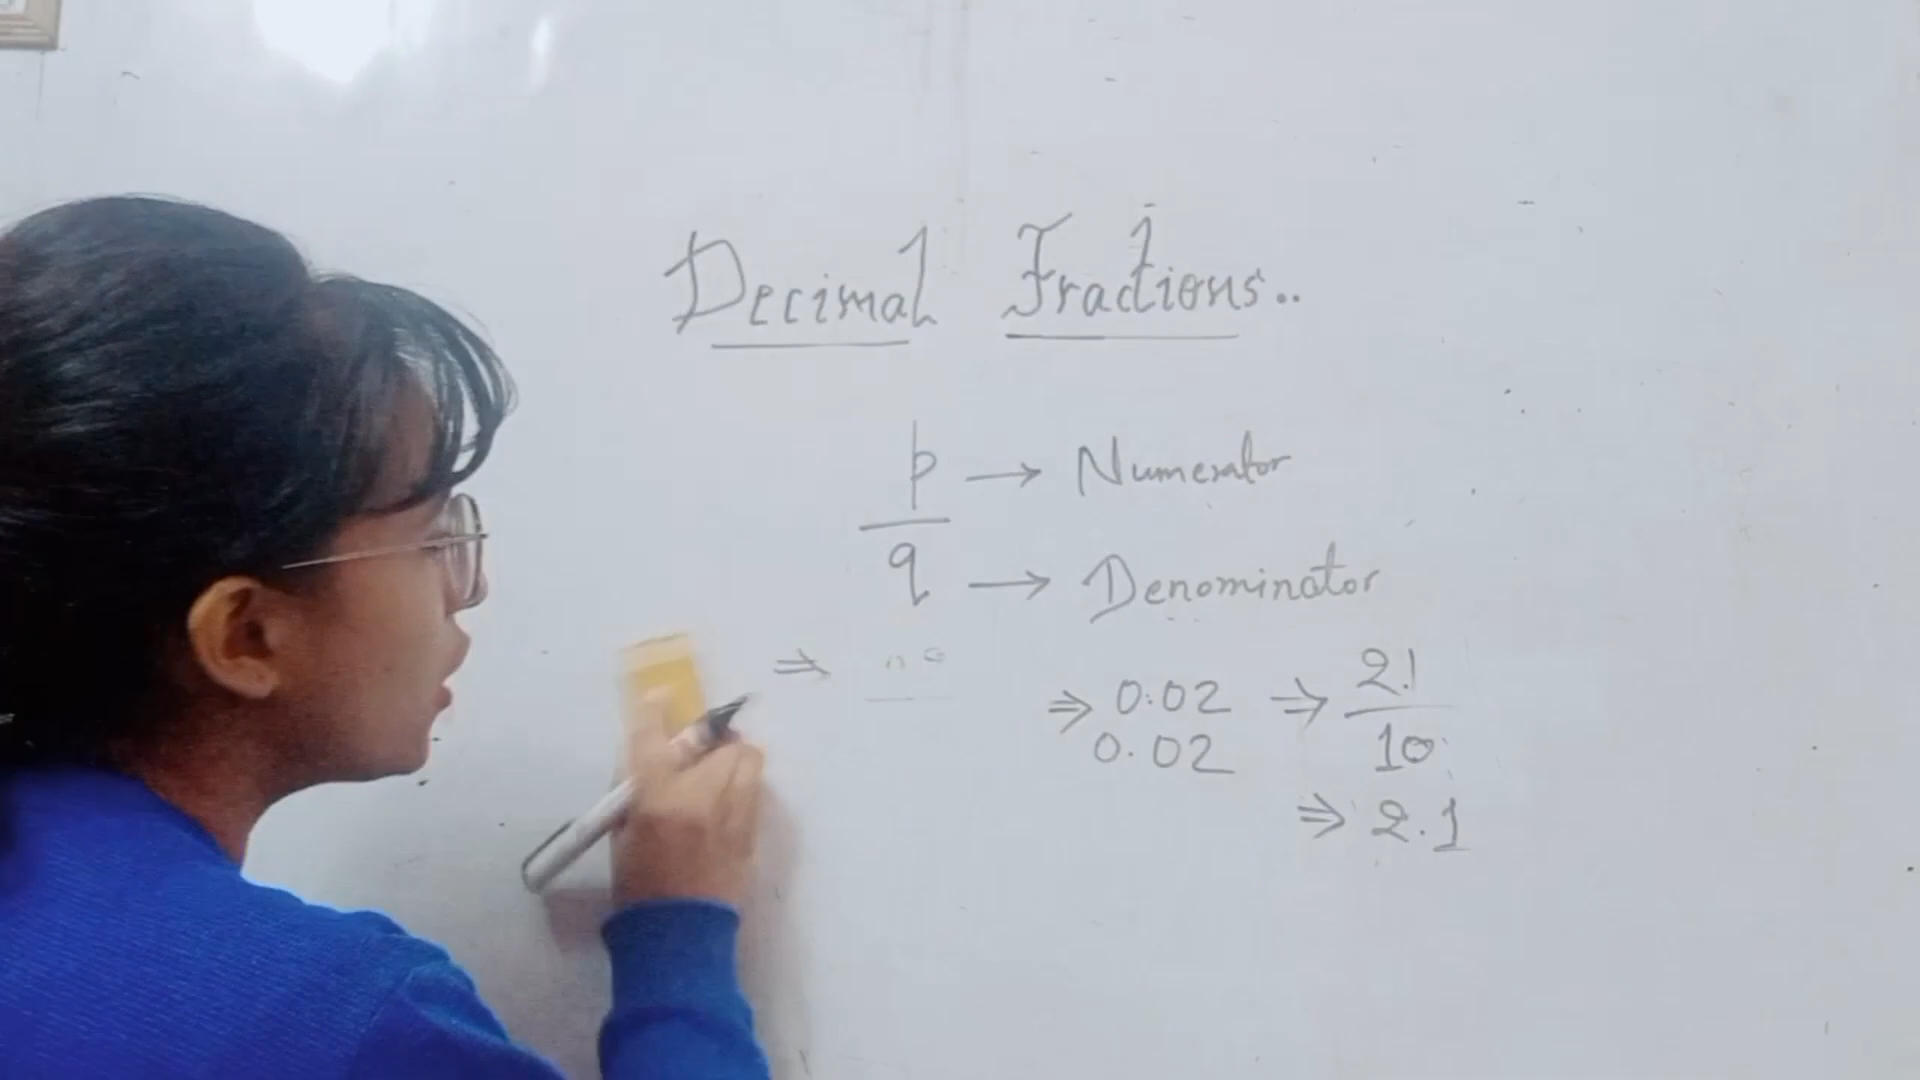 Decimal Fractions..
p → Numerator
q → Denominator
⇒
⇒ 0.02
0.02
⇒ 21
10
⇒ 2.1